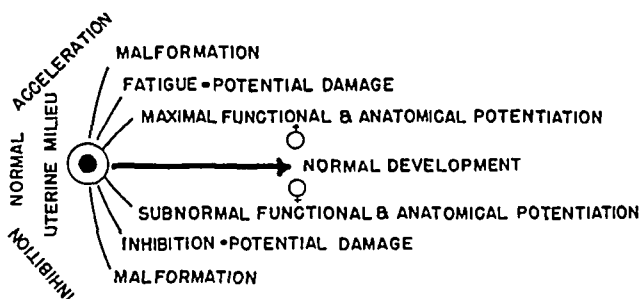 ACCELERATION
NORMAL
UTERINE MILIEU
INHIBITION
MALFORMATION
FATIGUE=POTENTIAL DAMAGE
MAXIMAL FUNCTIONAL & ANATOMICAL POTENTIATION
NORMAL DEVELOPMENT
SUBNORMAL FUNCTIONAL & ANATOMICAL POTENTIATION
INHIBITION=POTENTIAL DAMAGE
MALFORMATION